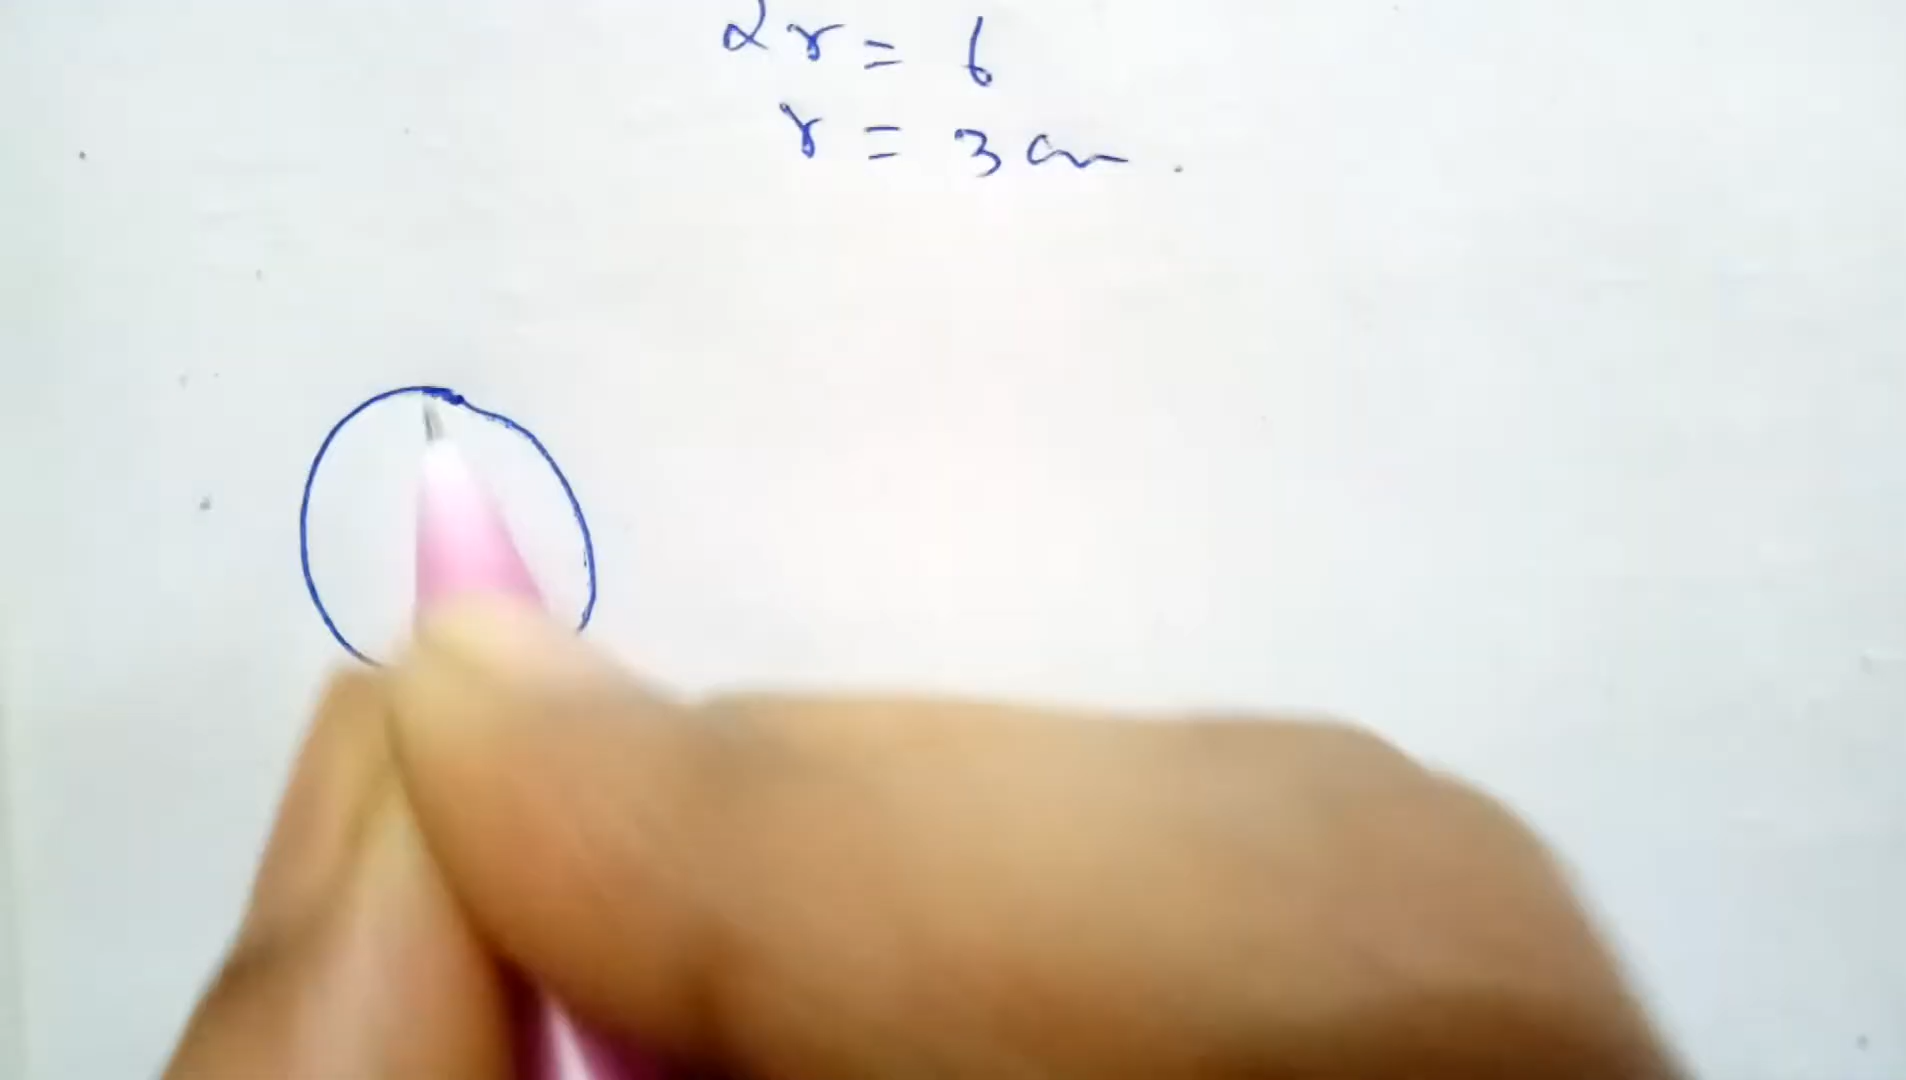 2r = 6
r = 3 cm.